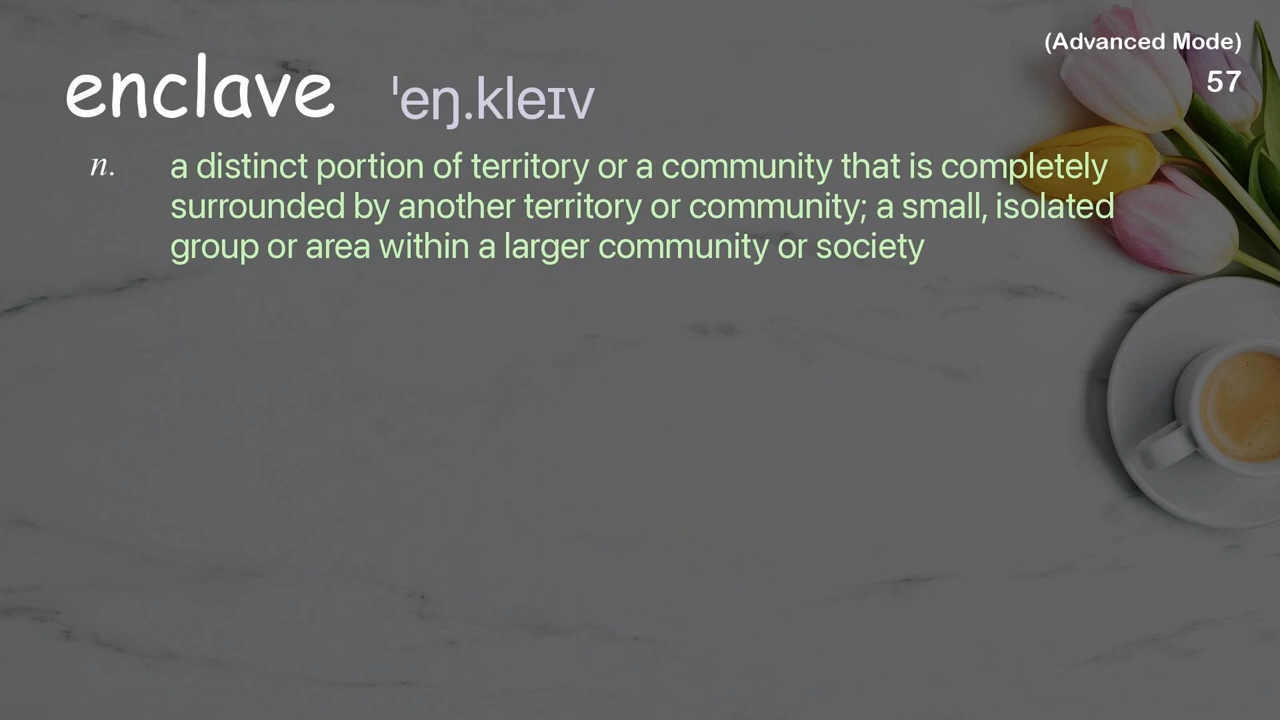 (Advanced Mode)
57
enclave ˈeŋ.kleɪv
n. a distinct portion of territory or a community that is completely
surrounded by another territory or community; a small, isolated
group or area within a larger community or society